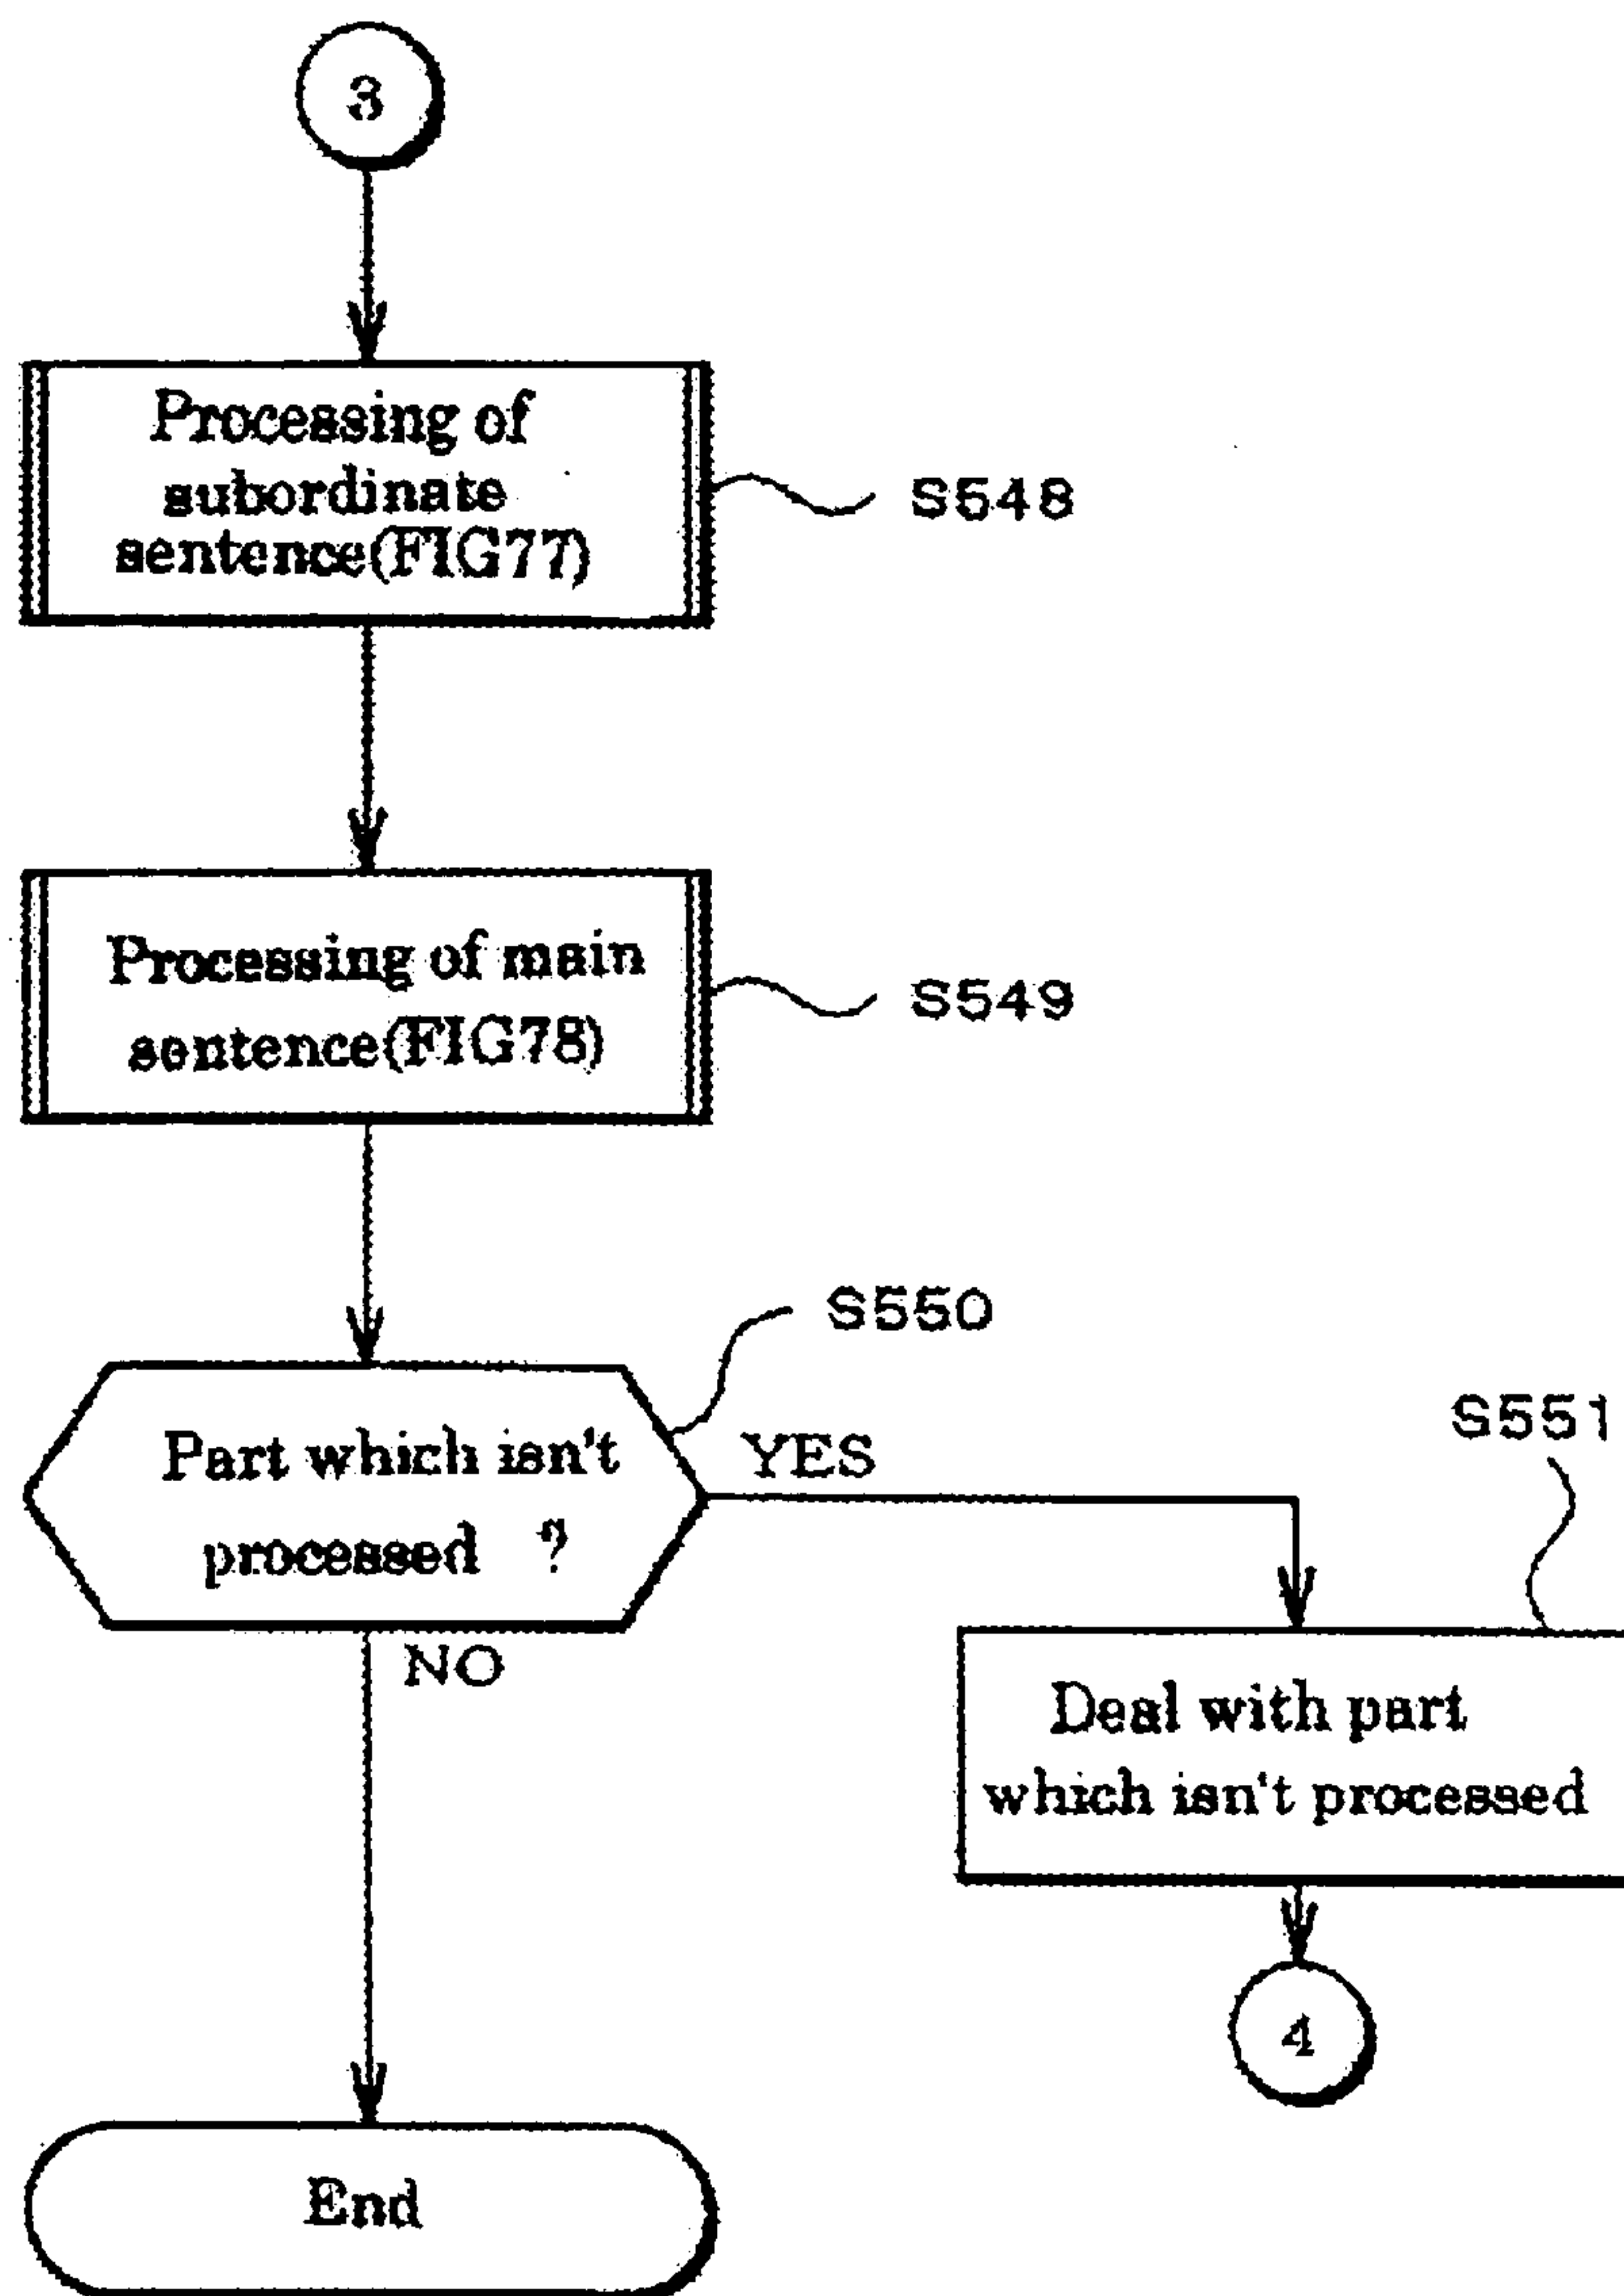 3
Processing of
subordinate
sentence(FIG77)
S548
Processing of main
sentence(FIG78)
S549
S550
Part which isn't
processed ?
YES
NO
S551
Deal with part
which isn't processed
4
End